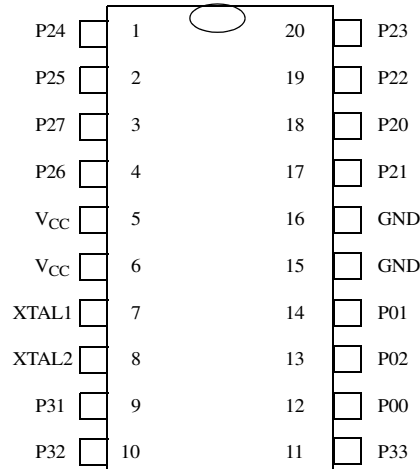 P24 1 20 P23
P25 2 19 P22
P27 3 18 P20
P26 4 17 P21
VCC 5 16 GND
VCC 6 15 GND
XTAL1 7 14 P01
XTAL2 8 13 P02
P31 9 12 P00
P32 10 11 P33